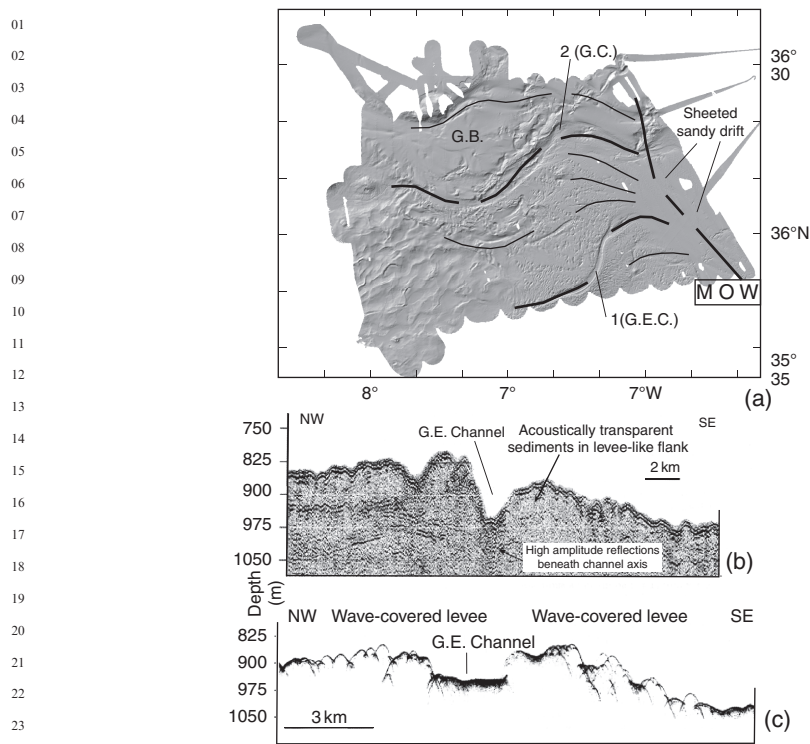 01
02
03
04
05
06
07
08
09
10
11
12
13
14
15
16
17
18
19
20
21
22
23
2 (G.C.)
36°
30
Sheeted
sandy drift
G.B.
36°N
M O W
1(G.E.C.)
35°
35
8°
7°
7°W
(a)
NW
SE
750
825
900
975
1050
G.E. Channel
Acoustically transparent
sediments in levee-like flank
2 km
High amplitude reflections
beneath channel axis
(b)
Depth
(m)
NW
Wave-covered levee
Wave-covered levee
SE
G.E. Channel
825
900
975
1050
3 km
(c)